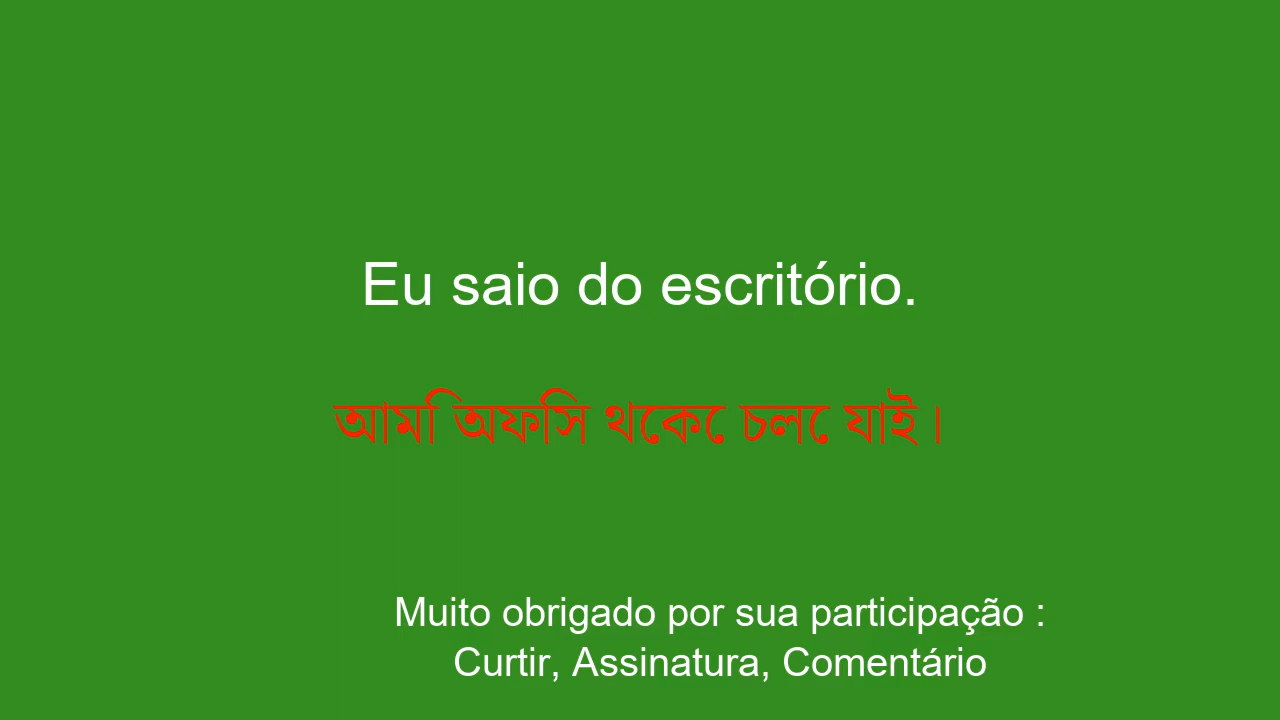 Eu saio do escritório.
আমি অফিস থেকে চলে যাই।
Muito obrigado por sua participação :
Curtir, Assinatura, Comentário